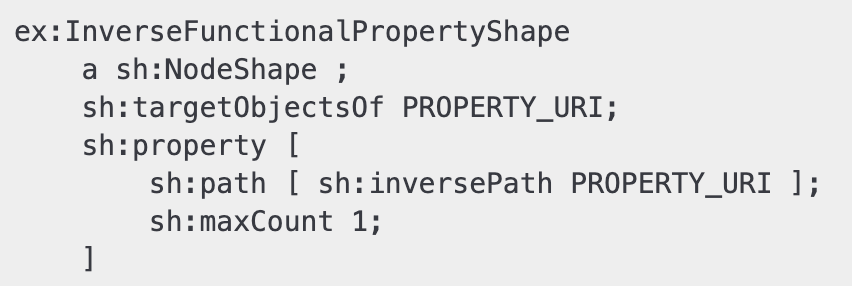 ex:InverseFunctionalPropertyShape
    a sh:NodeShape ;
    sh:targetObjectsOf PROPERTY_URI;
    sh:property [
        sh:path [ sh:inversePath PROPERTY_URI ];
        sh:maxCount 1;
    ]